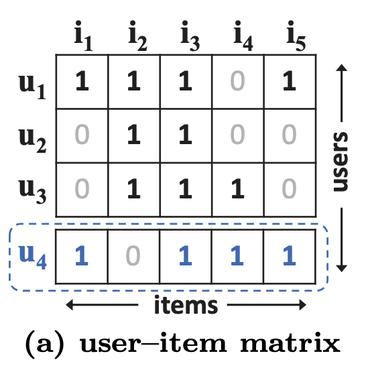 i1 i2 i3 i4 i5
u1 1 1 1 0 1
u2 0 1 1 0 0
u3 0 1 1 1 0
u4 1 0 1 1 1
users
items
(a) user–item matrix